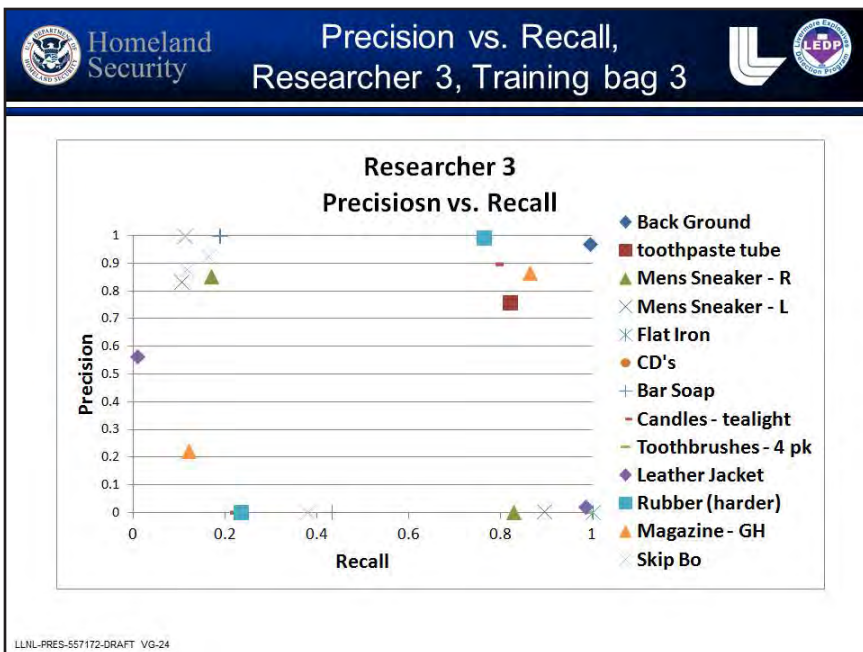 Homeland
Security
Precision vs. Recall,
Researcher 3, Training bag 3
LEDP
Researcher 3
Precisiosn vs. Recall
Precision
1
0.9
0.8
0.7
0.6
0.5
0.4
0.3
0.2
0.1
0
0
0.2
0.4
0.6
0.8
1
Recall
Back Ground
toothpaste tube
Mens Sneaker - R
Mens Sneaker - L
Flat Iron
CD's
Bar Soap
Candles - tealight
Toothbrushes - 4 pk
Leather Jacket
Rubber (harder)
Magazine - GH
Skip Bo
LLNL-PRES-557172-DRAFT VG-24